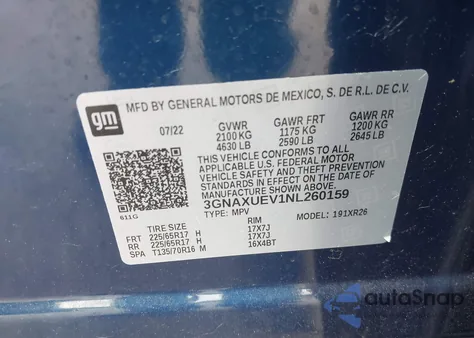 gm
MFD BY GENERAL MOTORS DE MEXICO, S. DE R.L. DE C.V.
07/22 GVWR GAWR FRT GAWR RR
2100 KG 1175 KG 1200 KG
4630 LB 2590 LB 2645 LB
THIS VEHICLE CONFORMS TO ALL
APPLICABLE U.S. FEDERAL MOTOR
VEHICLE SAFETY AND THEFT PREVENTION
STANDARDS IN EFFECT ON THE DATE OF
MANUFACTURE SHOWN ABOVE.
3GNAXUEV1NL260159
611G TYPE: MPV MODEL: 191XR26
TIRE SIZE RIM
FRT 225/65R17 H 17X7J
RR 225/65R17 H 17X7J
SPA T135/70R16 M 16X4BT
autoSnap